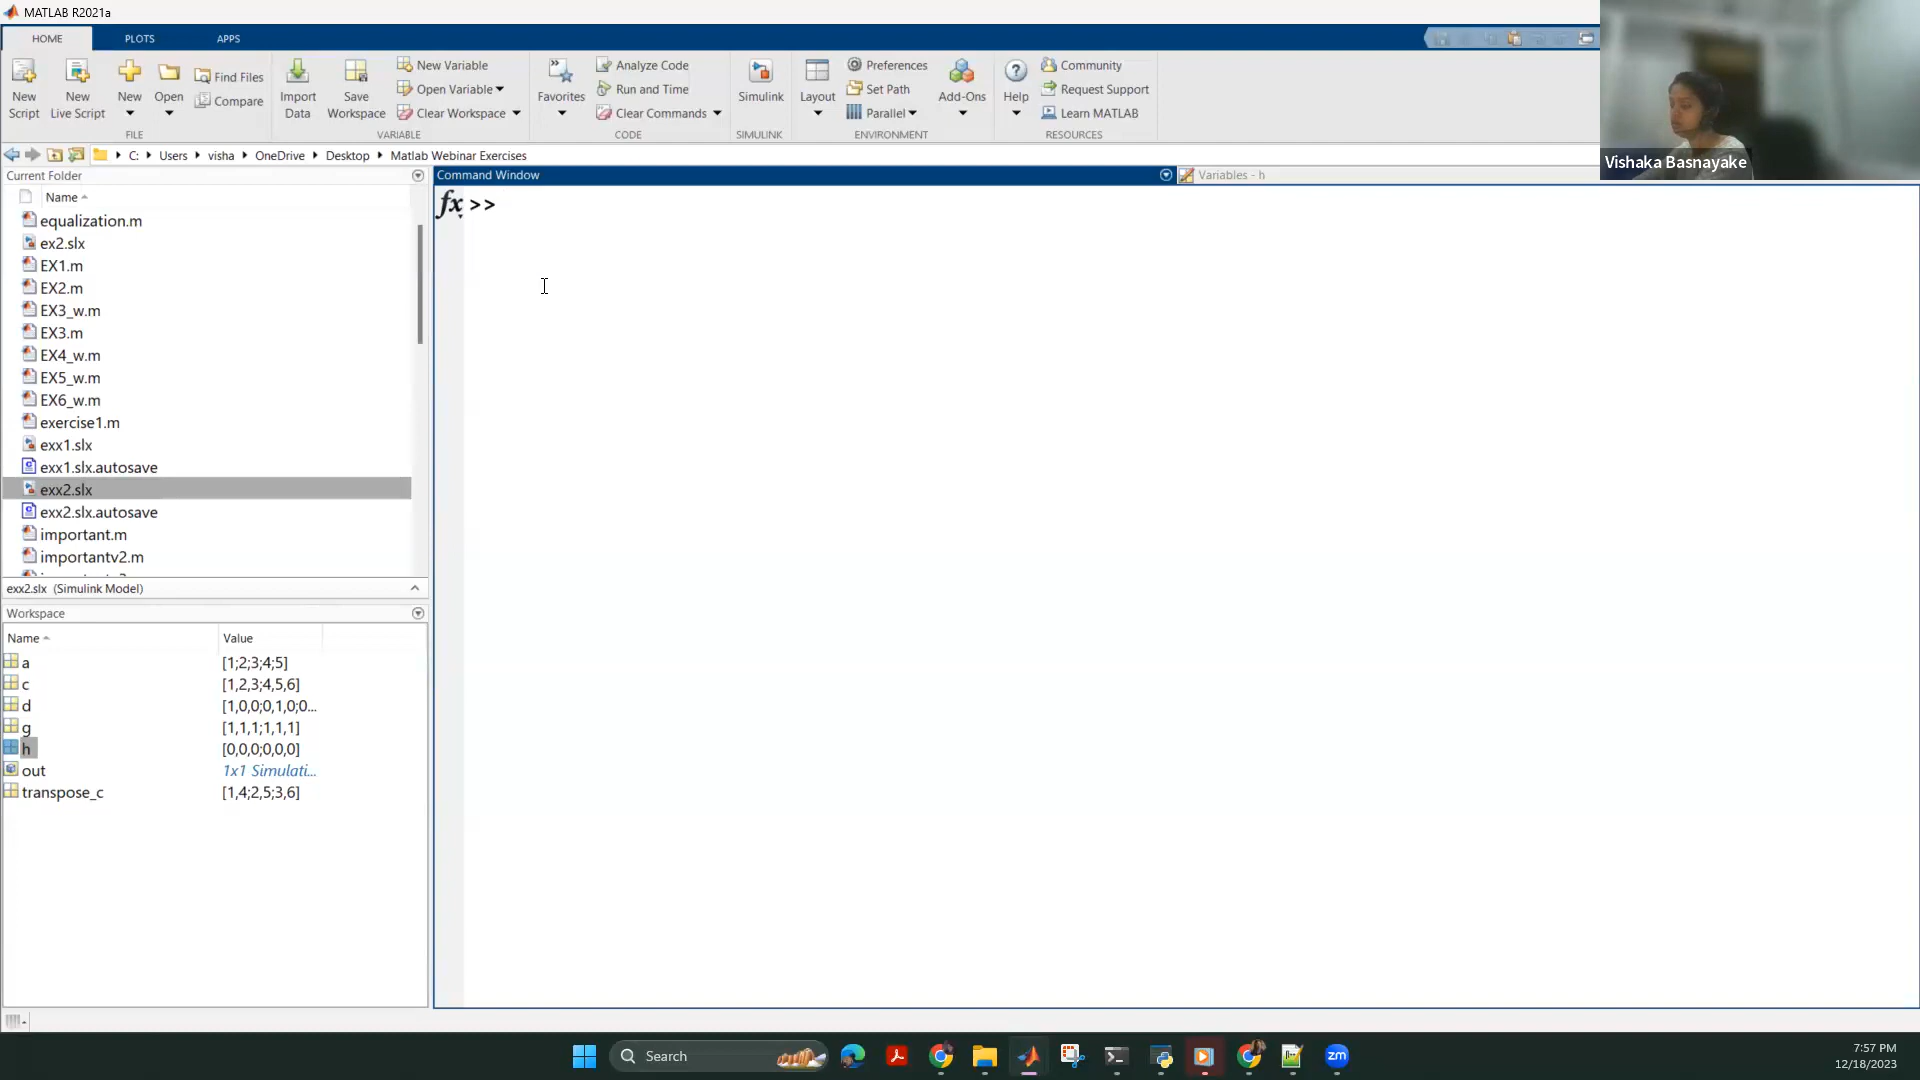 MATLAB R2021a
HOME PLOTS APPS
New Script
New Live Script
New
Open
Find Files
Compare
FILE
Import Data
Save Workspace
New Variable
Open Variable
Clear Workspace
VARIABLE
Favorites
Analyze Code
Run and Time
Clear Commands
CODE
Simulink
SIMULINK
Layout
Preferences
Set Path
Parallel
Add-Ons
ENVIRONMENT
Help
Community
Request Support
Learn MATLAB
RESOURCES
Vishaka Basnayake
C: Users visha OneDrive Desktop Matlab Webinar Exercises
Current Folder
Name
equalization.m
ex2.slx
EX1.m
EX2.m
EX3_w.m
EX3.m
EX4_w.m
EX5_w.m
EX6_w.m
exercise1.m
exx1.slx
exx1.slx.autosave
exx2.slx
exx2.slx.autosave
important.m
importantv2.m
exx2.slx (Simulink Model)
Workspace
Name Value
a [1;2;3;4;5]
c [1,2,3;4,5,6]
d [1,0,0;0,1,0;0...
g [1,1,1;1,1,1]
h [0,0,0;0,0,0]
out 1x1 Simulati...
transpose_c [1,4;2,5;3,6]
Command Window
Variables - h
fx >>
Search
zm
7:57 PM
12/18/2023